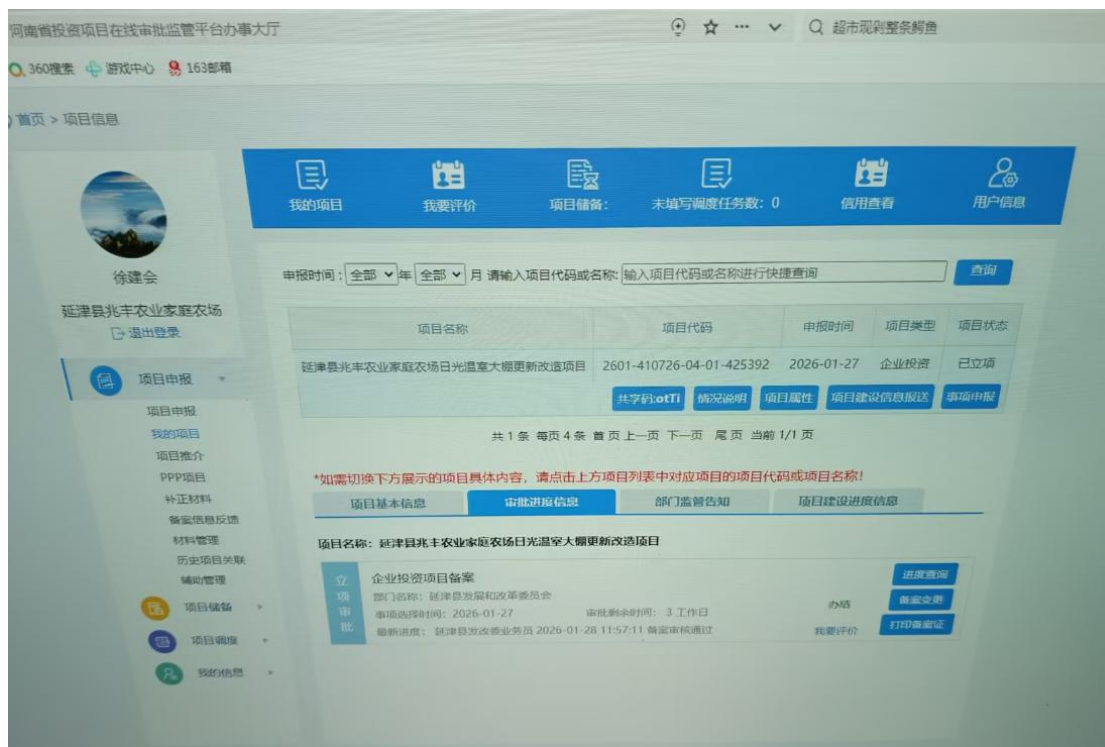 河南省投资项目在线审批监管平台办事大厅
超市现剐整条鳄鱼
360搜索 游戏中心 163邮箱
首页 > 项目信息
我的项目 我要评价 项目储备: 未填写调度任务数: 0 信用查看 用户信息
徐建会
延津县兆丰农业家庭农场
退出登录
申报时间: 全部 年 全部 月 请输入项目代码或名称: 输入项目代码或名称进行快捷查询 查询
项目名称 项目代码 申报时间 项目类型 项目状态
延津县兆丰农业家庭农场日光温室大棚更新改造项目 2601-410726-04-01-425392 2026-01-27 企业投资 已立项
共享码:otTi 情况说明 项目属性 项目建设信息报送 事项申报
共 1 条 每页 4 条 首页 上一页 下一页 尾页 当前 1/1 页
项目申报
项目申报
我的项目
项目推介
PPP项目
补正材料
备案信息反馈
材料管理
历史项目关联
辅助管理
项目储备
项目调度
我的信息
*如需切换下方展示的项目具体内容，请点击上方项目列表中对应项目的项目代码或项目名称!
项目基本信息 审批进度信息 部门监管告知 项目建设进度信息
项目名称: 延津县兆丰农业家庭农场日光温室大棚更新改造项目
立项审批
企业投资项目备案
部门名称: 延津县发展和改革委员会
事项选择时间: 2026-01-27 审批剩余时间: 3 工作日
最新进度: 延津县发改委业务员 2026-01-28 11:57:11 备案审核通过
办结
我要评价
进度查询
备案变更
打印备案证